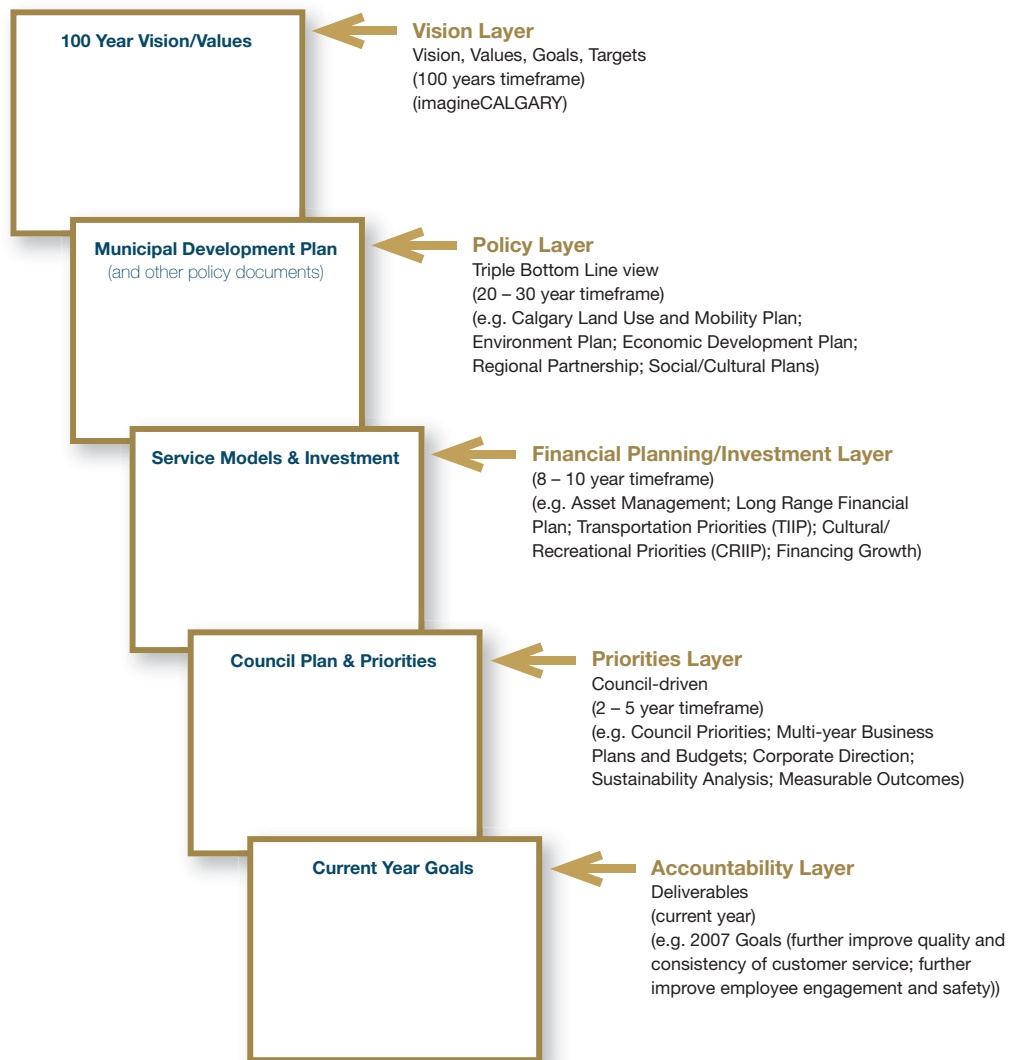 100 Year Vision/Values
Vision Layer
Vision, Values, Goals, Targets
(100 years timeframe)
(imagineCALGARY)
Municipal Development Plan
(and other policy documents)
Policy Layer
Triple Bottom Line view
(20 – 30 year timeframe)
(e.g. Calgary Land Use and Mobility Plan;
Environment Plan; Economic Development Plan;
Regional Partnership; Social/Cultural Plans)
Service Models & Investment
Financial Planning/Investment Layer
(8 – 10 year timeframe)
(e.g. Asset Management; Long Range Financial
Plan; Transportation Priorities (TIIP); Cultural/
Recreational Priorities (CRIIP); Financing Growth)
Council Plan & Priorities
Priorities Layer
Council-driven
(2 – 5 year timeframe)
(e.g. Council Priorities; Multi-year Business
Plans and Budgets; Corporate Direction;
Sustainability Analysis; Measurable Outcomes)
Current Year Goals
Accountability Layer
Deliverables
(current year)
(e.g. 2007 Goals (further improve quality and
consistency of customer service; further
improve employee engagement and safety))